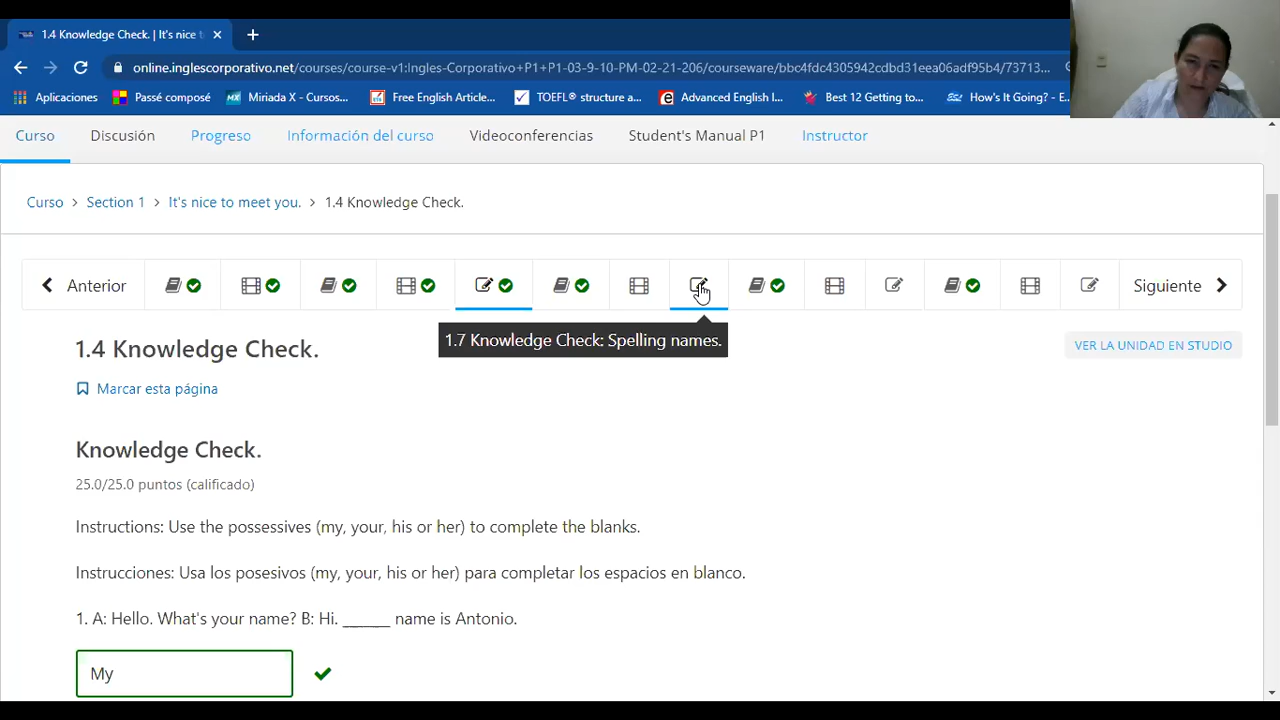 1.4 Knowledge Check. | It's nice t
online.inglescorporativo.net/courses/course-v1:Ingles-Corporativo+P1+P1-03-9-10-PM-02-21-206/courseware/bbc4fdc4305942cdbd31eea06adf95b4/73713...
Aplicaciones Passé composé Miriada X - Cursos... Free English Article... TOEFL® structure a... Advanced English l... Best 12 Getting to... How's It Going? - E...
Curso Discusión Progreso Información del curso Videoconferencias Student's Manual P1 Instructor
Curso > Section 1 > It's nice to meet you. > 1.4 Knowledge Check.
Anterior Siguiente
1.7 Knowledge Check: Spelling names.
1.4 Knowledge Check.
VER LA UNIDAD EN STUDIO
Marcar esta página
Knowledge Check.
25.0/25.0 puntos (calificado)
Instructions: Use the possessives (my, your, his or her) to complete the blanks.
Instrucciones: Usa los posesivos (my, your, his or her) para completar los espacios en blanco.
1. A: Hello. What's your name? B: Hi. ______ name is Antonio.
My